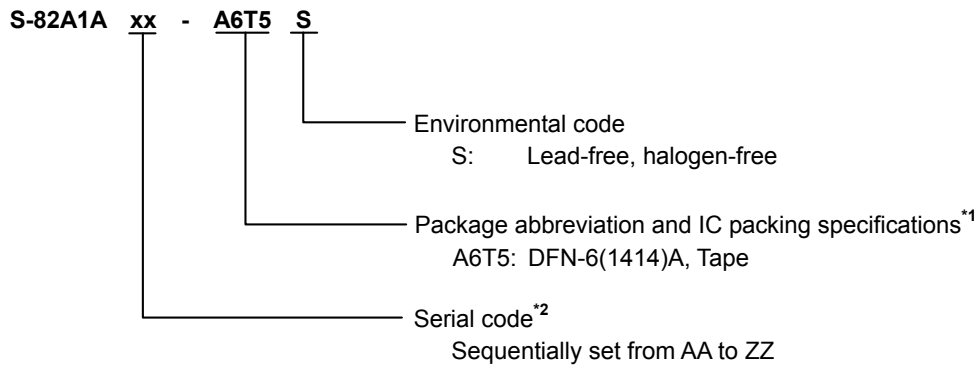 S-82A1A xx - A6T5 S
Environmental code
S: Lead-free, halogen-free
Package abbreviation and IC packing specifications*1
A6T5: DFN-6(1414)A, Tape
Serial code*2
Sequentially set from AA to ZZ